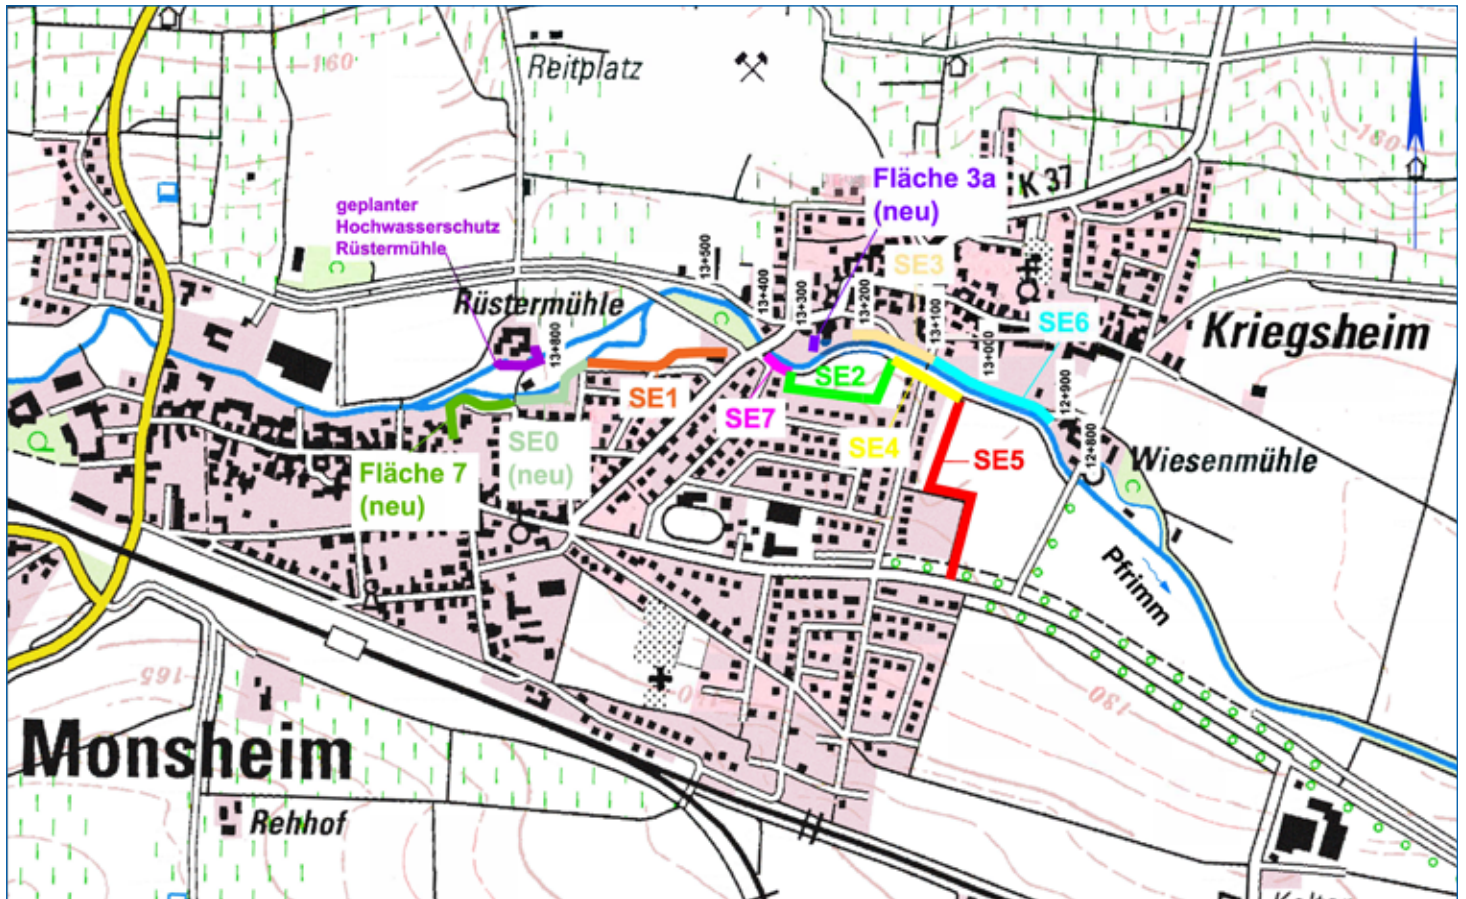 160
Reitplatz
Fläche 3a
(neu)
K 37
160
geplanter
Hochwasserschutz
Rüstermühle
13+500
13+400
13+300
13+200
13+100
13+000
12+900
12+800
13+800
SE3
SE6
Rüstermühle
Kriegsheim
SE1
SE2
SE7
SE4
SE5
SE0
(neu)
Fläche 7
(neu)
Wiesenmühle
Pfrimm
165
130
Monsheim
Rehhof